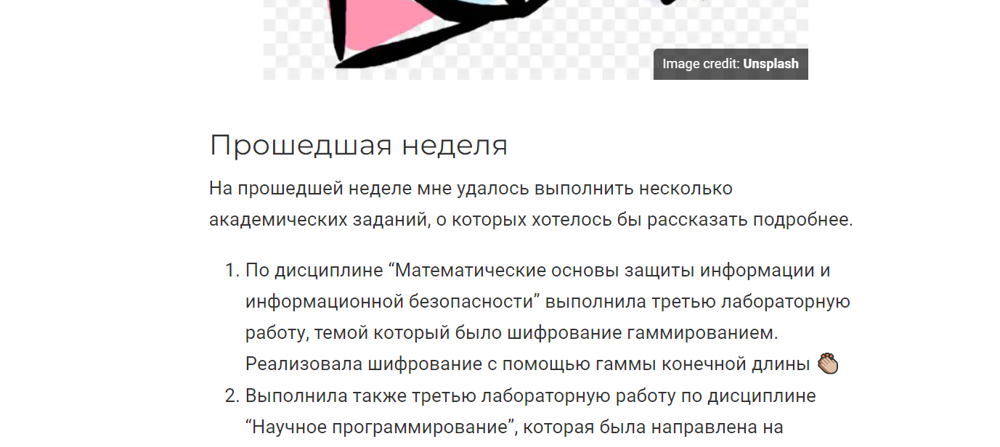 Image credit: Unsplash
Прошедшая неделя
На прошедшей неделе мне удалось выполнить несколько
академических заданий, о которых хотелось бы рассказать подробнее.
1. По дисциплине “Математические основы защиты информации и
информационной безопасности” выполнила третью лабораторную
работу, темой который было шифрование гаммированием.
Реализовала шифрование с помощью гаммы конечной длины 👏
2. Выполнила также третью лабораторную работу по дисциплине
“Научное программирование”, которая была направлена на